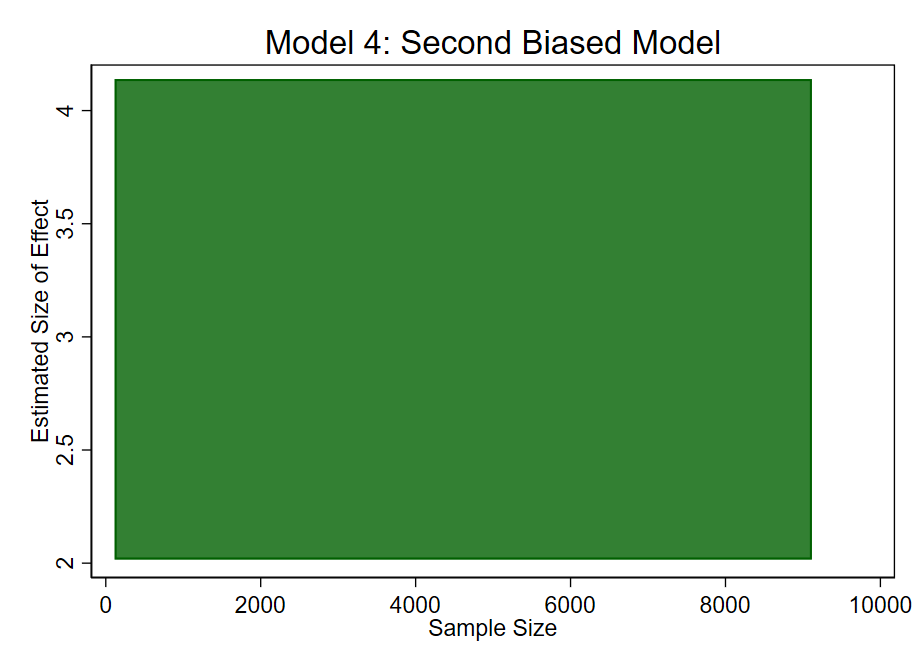 Model 4: Second Biased Model
Estimated Size of Effect
4
3.5
3
2.5
2
0 2000 4000 6000 8000 10000
Sample Size